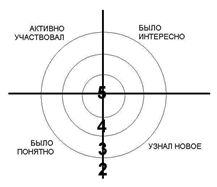 АКТИВНО
УЧАСТВОВАЛ
БЫЛО
ИНТЕРЕСНО
5
4
3
2
БЫЛО
ПОНЯТНО
УЗНАЛ НОВОЕ